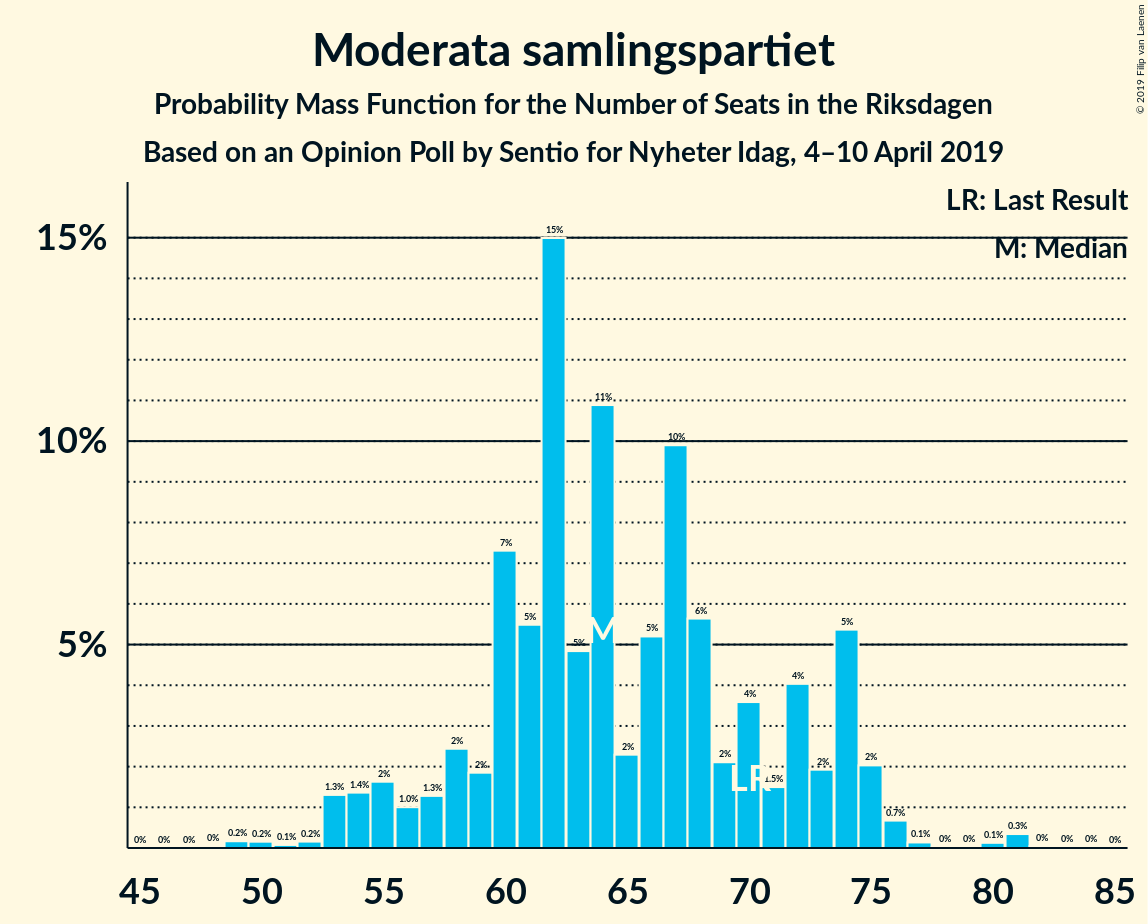 Moderata samlingspartiet
Probability Mass Function for the Number of Seats in the Riksdagen
Based on an Opinion Poll by Sentio for Nyheter Idag, 4–10 April 2019
© 2019 Filip van Laenen
LR: Last Result
M: Median
15%
10%
5%
0% 0% 0% 0% 0.2% 0.2% 0.1% 0.2% 1.3% 1.4% 2% 1.0% 1.3% 2% 2% 7% 5% 15% 5% 11% 2% 5% 10% 6% 2% 4% 1.5% 4% 2% 5% 2% 0.7% 0.1% 0% 0% 0.1% 0.3% 0% 0% 0% 0%
M
LR
45 50 55 60 65 70 75 80 85